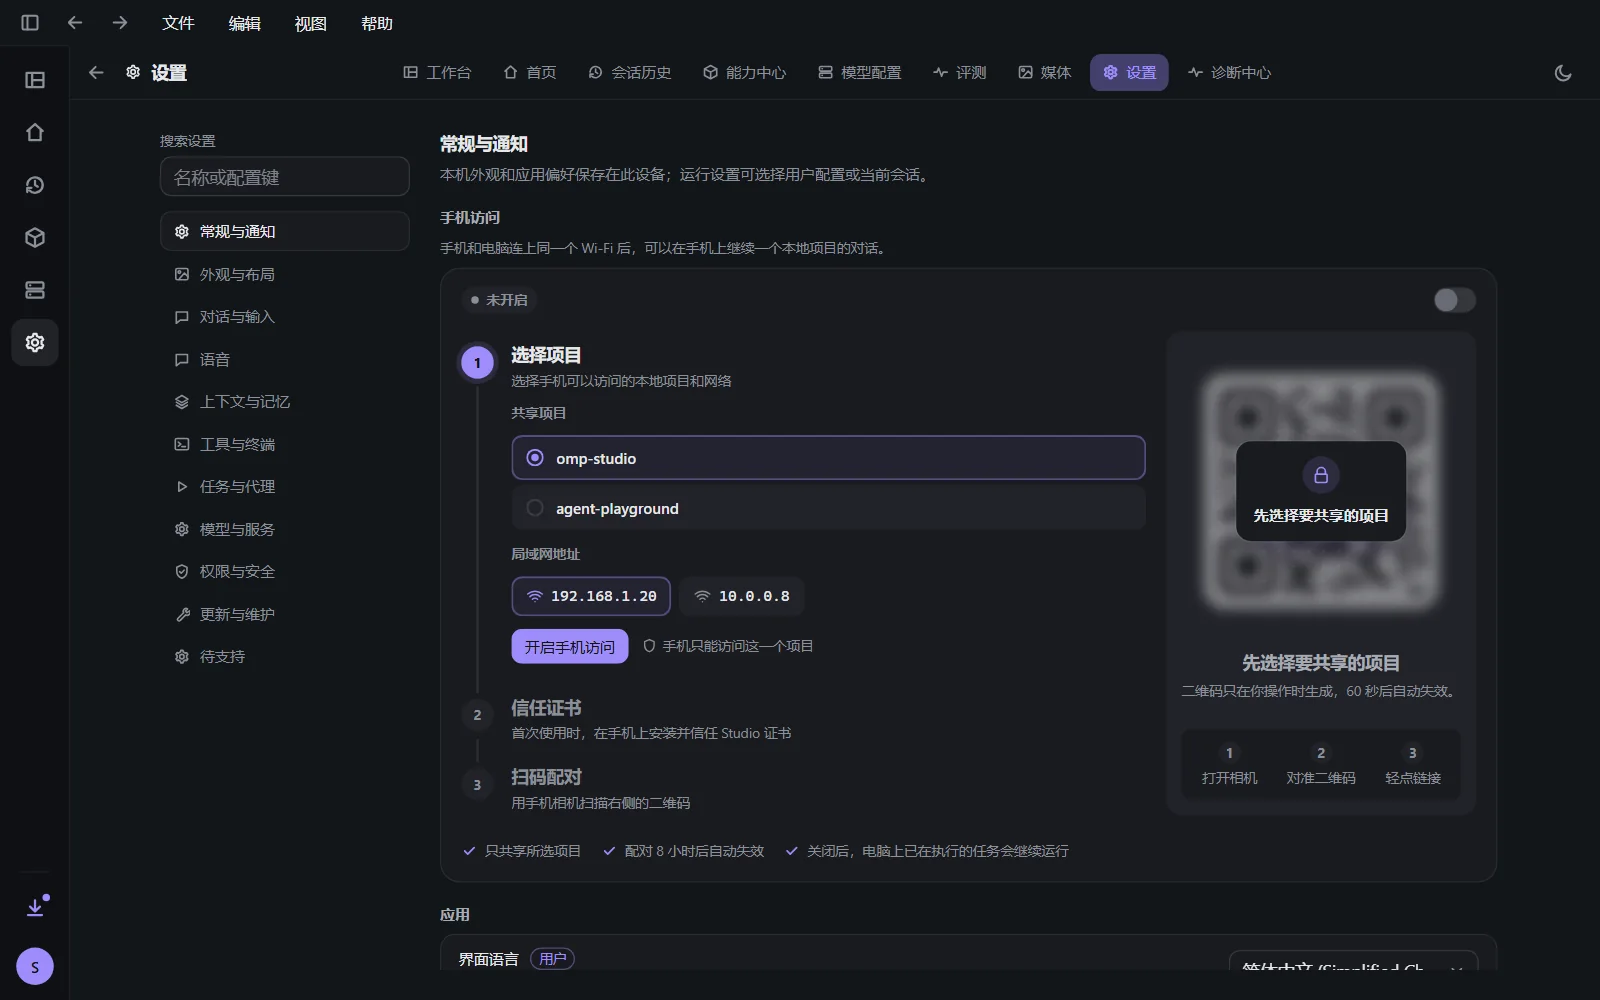 文件 编辑 视图 帮助
设置
工作台 首页 会话历史 能力中心 模型配置 评测 媒体 设置 诊断中心
搜索设置
名称或配置键
常规与通知
外观与布局
对话与输入
语音
上下文与记忆
工具与终端
任务与代理
模型与服务
权限与安全
更新与维护
待支持
常规与通知
本机外观和应用偏好保存在此设备；运行设置可选择用户配置或当前会话。
手机访问
手机和电脑连上同一个 Wi-Fi 后，可以在手机上继续一个本地项目的对话。
未开启
1 选择项目
选择手机可以访问的本地项目和网络
共享项目
omp-studio
agent-playground
局域网地址
192.168.1.20 10.0.0.8
开启手机访问 手机只能访问这一个项目
2 信任证书
首次使用时，在手机上安装并信任 Studio 证书
3 扫码配对
用手机相机扫描右侧的二维码
先选择要共享的项目
先选择要共享的项目
二维码只在你操作时生成，60 秒后自动失效。
1 2 3
打开相机 对准二维码 轻点链接
只共享所选项目 配对 8 小时后自动失效 关闭后，电脑上已在执行的任务会继续运行
应用
界面语言 用户
简体中文 (Simplified Ch
S